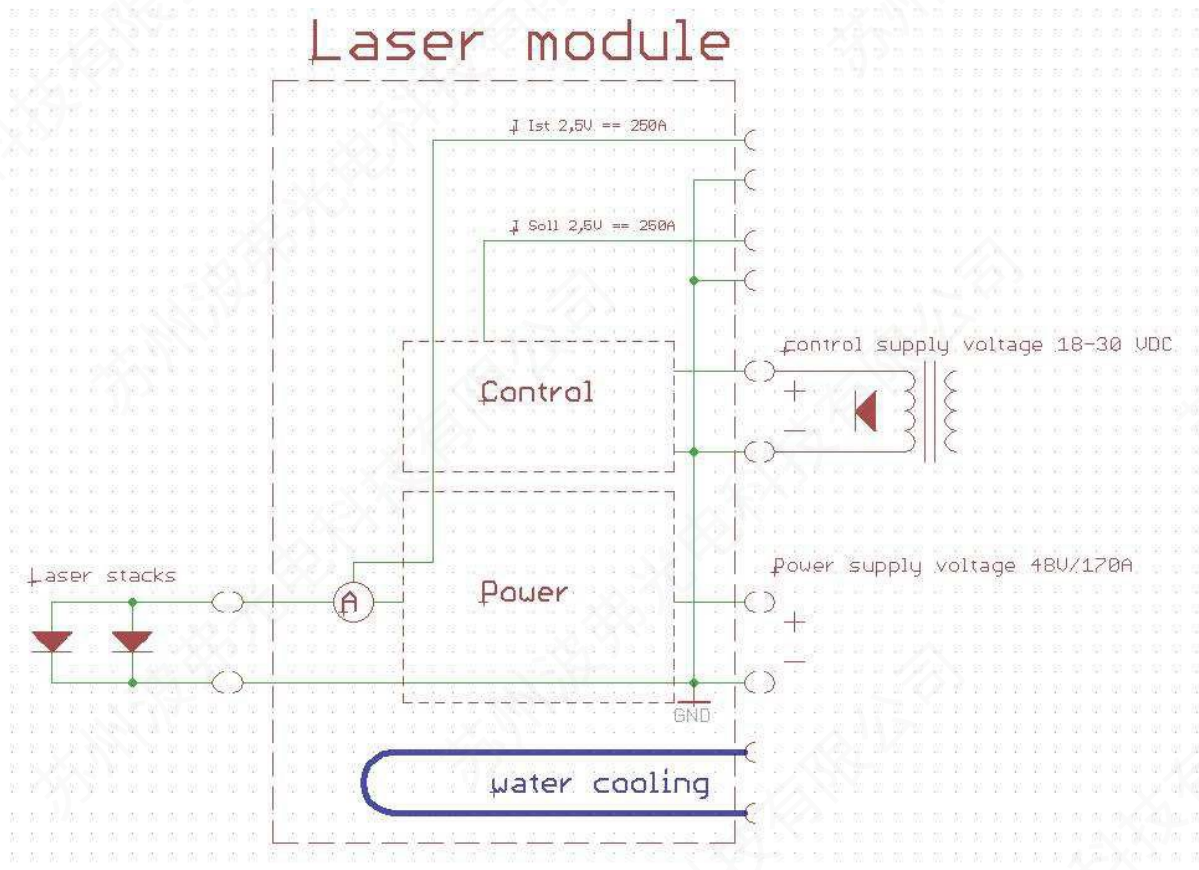 Laser module
I Ist 2,5V == 250A
I Soll 2,5V == 250A
control supply voltage 18-30 VDC
+
Control
-
Laser stacks
Power supply voltage 48V/170A
A
Power
+
-
GND
water cooling